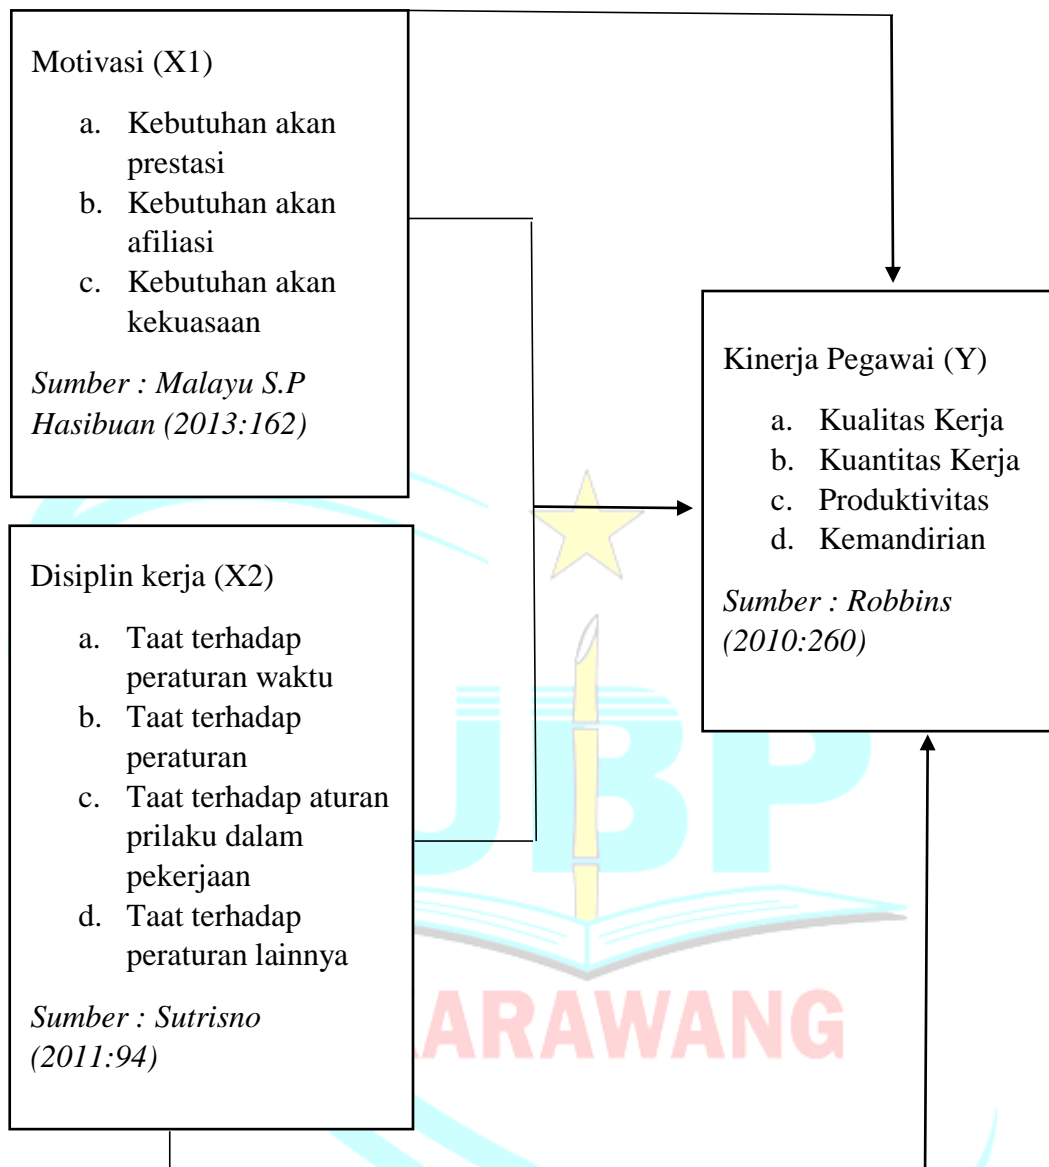 Motivasi (X1)
a. Kebutuhan akan
prestasi
b. Kebutuhan akan
afiliasi
c. Kebutuhan akan
kekuasaan
Sumber : Malayu S.P
Hasibuan (2013:162)
Disiplin kerja (X2)
a. Taat terhadap
peraturan waktu
b. Taat terhadap
peraturan
c. Taat terhadap aturan
prilaku dalam
pekerjaan
d. Taat terhadap
peraturan lainnya
Sumber : Sutrisno
(2011:94)
Kinerja Pegawai (Y)
a. Kualitas Kerja
b. Kuantitas Kerja
c. Produktivitas
d. Kemandirian
Sumber : Robbins
(2010:260)
UBP
ARAWANG